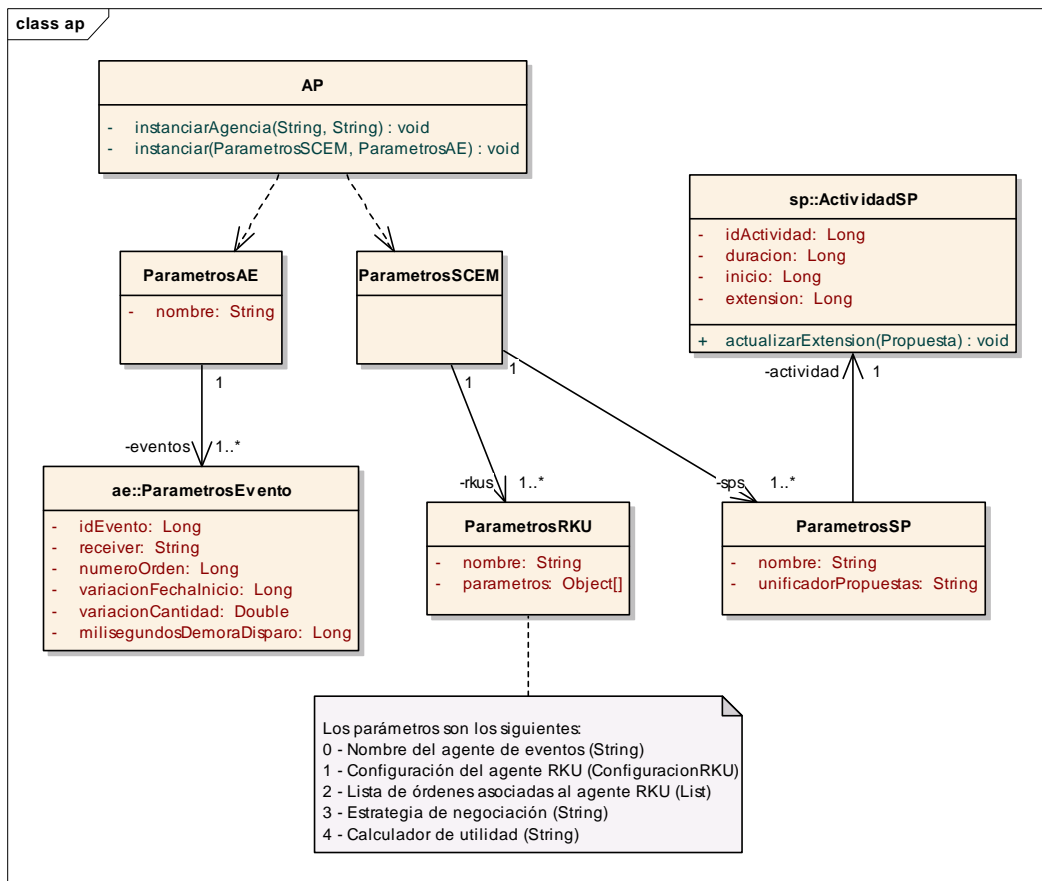 class ap
AP
- instanciarAgencia(String, String) : void
- instanciar(ParametrosSCEM, ParametrosAE) : void
sp::ActividadSP
- idActividad: Long
- duracion: Long
- inicio: Long
- extension: Long
+ actualizarExtension(Propuesta) : void
ParametrosAE
- nombre: String
ParametrosSCEM
1
1
1
-actividad
1
-eventos
1..*
-rkus
1..*
-sps
1..*
ae::ParametrosEvento
- idEvento: Long
- receiver: String
- numeroOrden: Long
- variacionFechaInicio: Long
- variacionCantidad: Double
- milisegundosDemoraDisparo: Long
ParametrosRKU
- nombre: String
- parametros: Object[]
ParametrosSP
- nombre: String
- unificadorPropuestas: String
Los parámetros son los siguientes:
0 - Nombre del agente de eventos (String)
1 - Configuración del agente RKU (ConfiguracionRKU)
2 - Lista de órdenes asociadas al agente RKU (List)
3 - Estrategia de negociación (String)
4 - Calculador de utilidad (String)